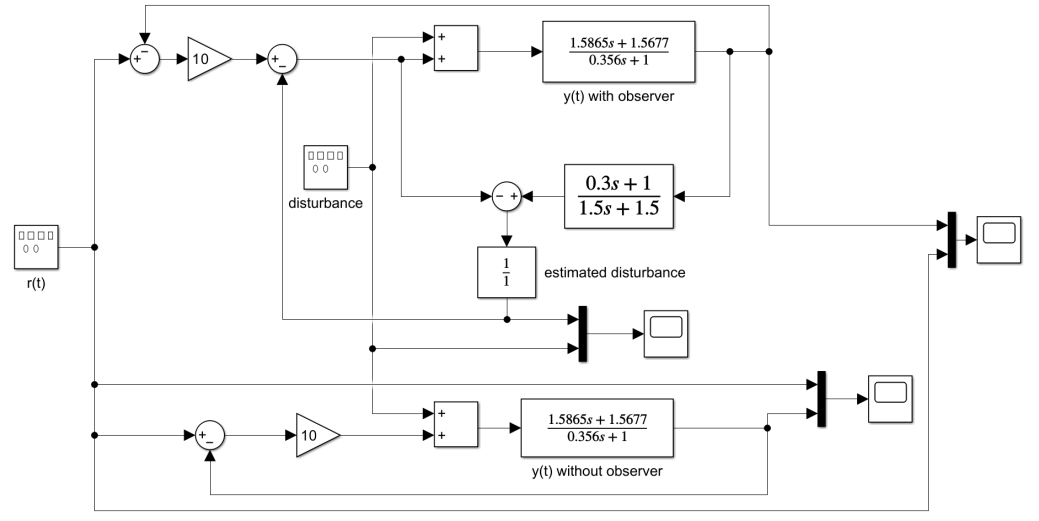 −
+
10
+
−
+
+
1.5865s + 1.5677
0.356s + 1
y(t) with observer
disturbance
− +
0.3s + 1
1.5s + 1.5
r(t)
1
1
estimated disturbance
+
−
10
+
+
1.5865s + 1.5677
0.356s + 1
y(t) without observer